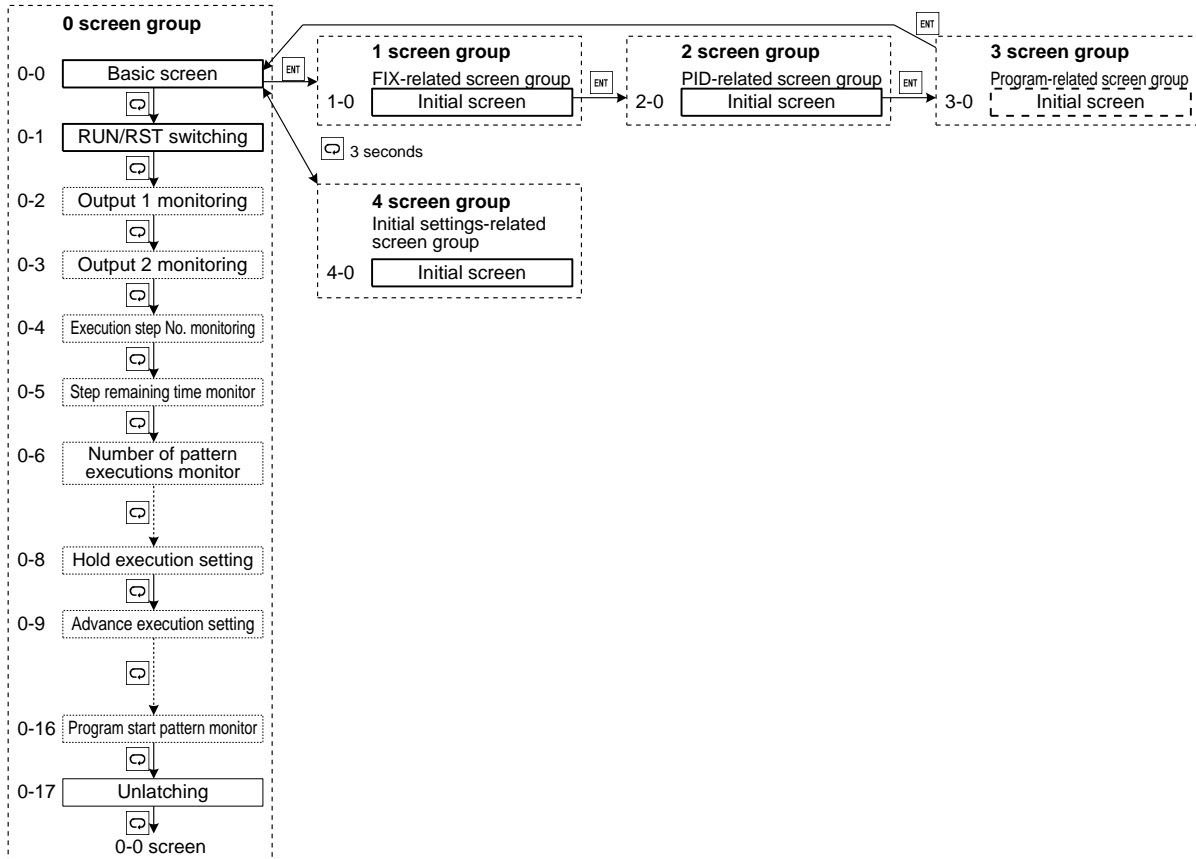 0 screen group
0-0 Basic screen
0-1 RUN/RST switching
0-2 Output 1 monitoring
0-3 Output 2 monitoring
0-4 Execution step No. monitoring
0-5 Step remaining time monitor
0-6 Number of pattern
executions monitor
0-8 Hold execution setting
0-9 Advance execution setting
0-16 Program start pattern monitor
0-17 Unlatching
0-0 screen
ENT
1 screen group
FIX-related screen group
1-0 Initial screen
ENT
2 screen group
PID-related screen group
2-0 Initial screen
ENT
3 screen group
Program-related screen group
3-0 Initial screen
ENT
3 seconds
4 screen group
Initial settings-related
screen group
4-0 Initial screen